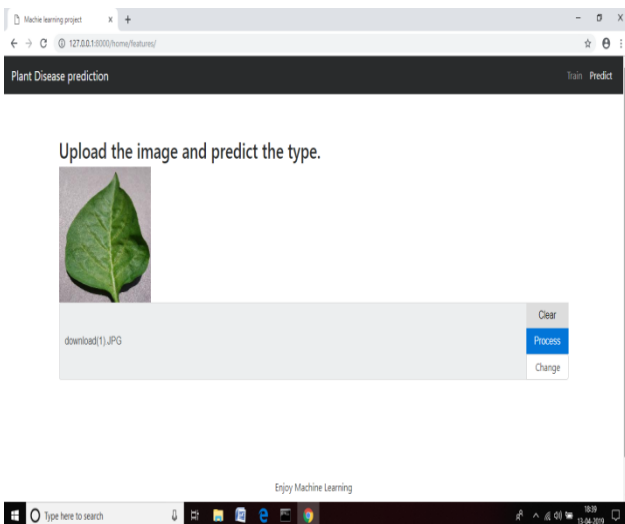 Machie learning project
127.0.0.1:8000/home/features/
Plant Disease prediction
Train Predict
Upload the image and predict the type.
Clear
download(1).JPG
Process
Change
Enjoy Machine Learning
Type here to search
18:39
13-04-2019